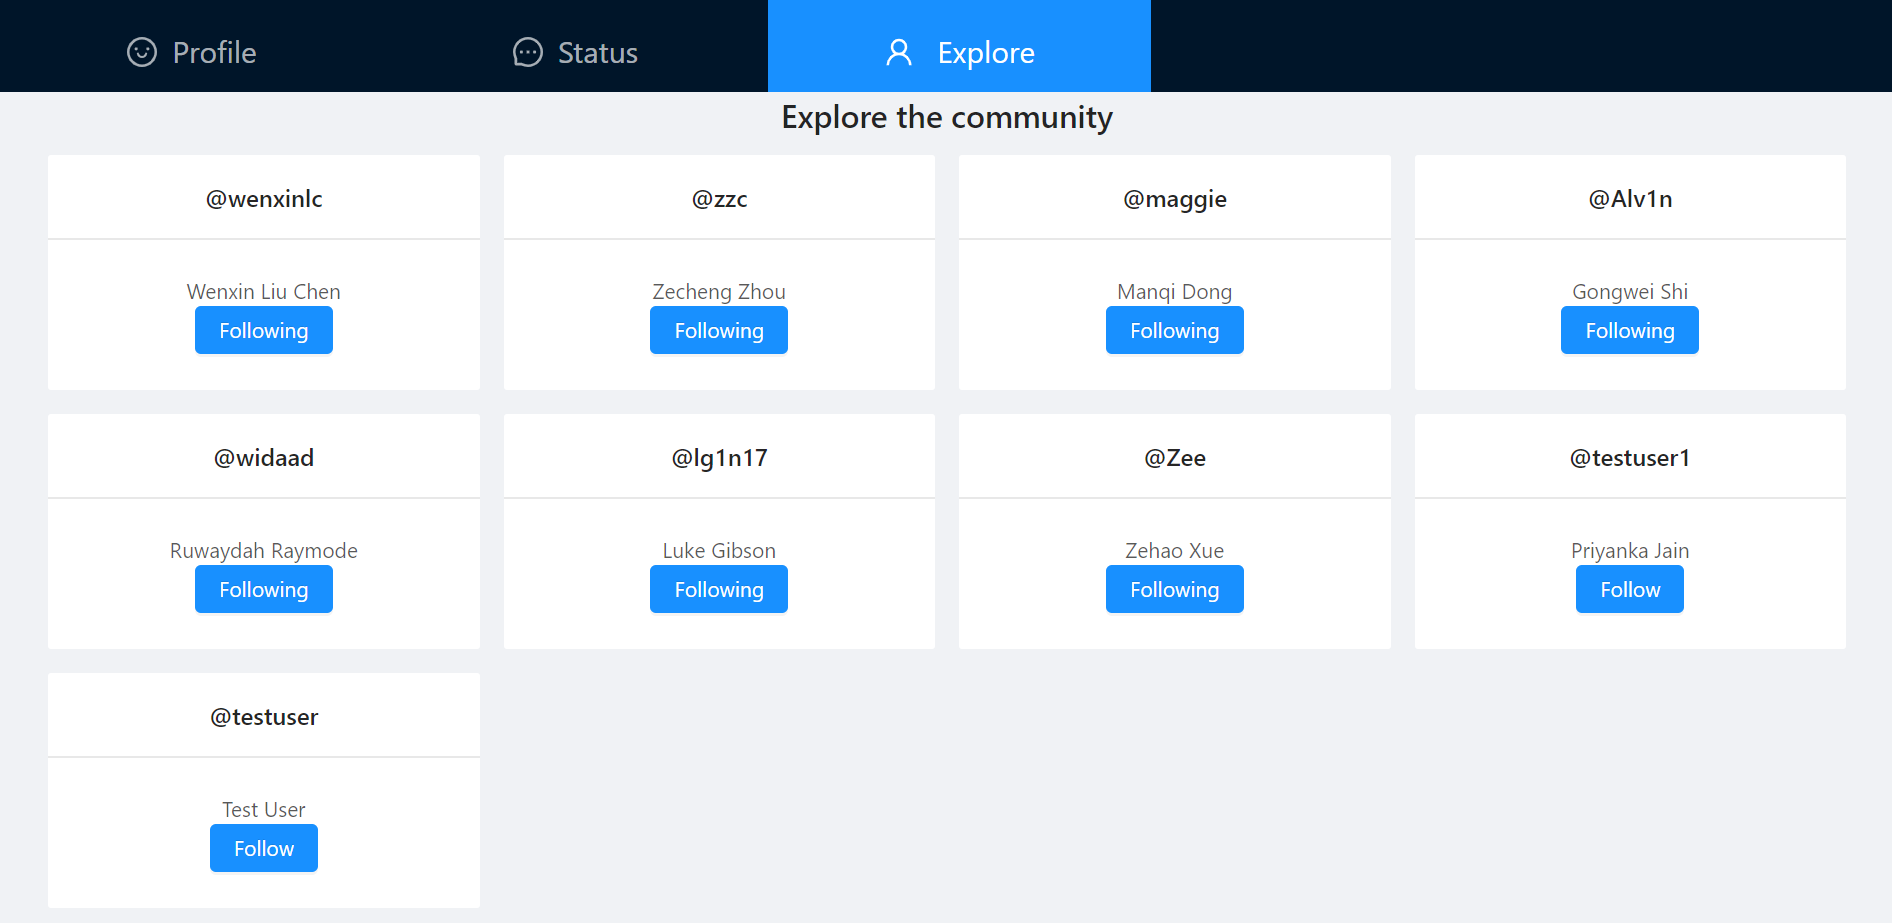 Profile
Status
Explore
Explore the community
@wenxinlc
@zzc
@maggie
@Alv1n
Wenxin Liu Chen
Zecheng Zhou
Manqi Dong
Gongwei Shi
Following
Following
Following
Following
@widaad
@lg1n17
@Zee
@testuser1
Ruwaydah Raymode
Luke Gibson
Zehao Xue
Priyanka Jain
Following
Following
Following
Follow
@testuser
Test User
Follow